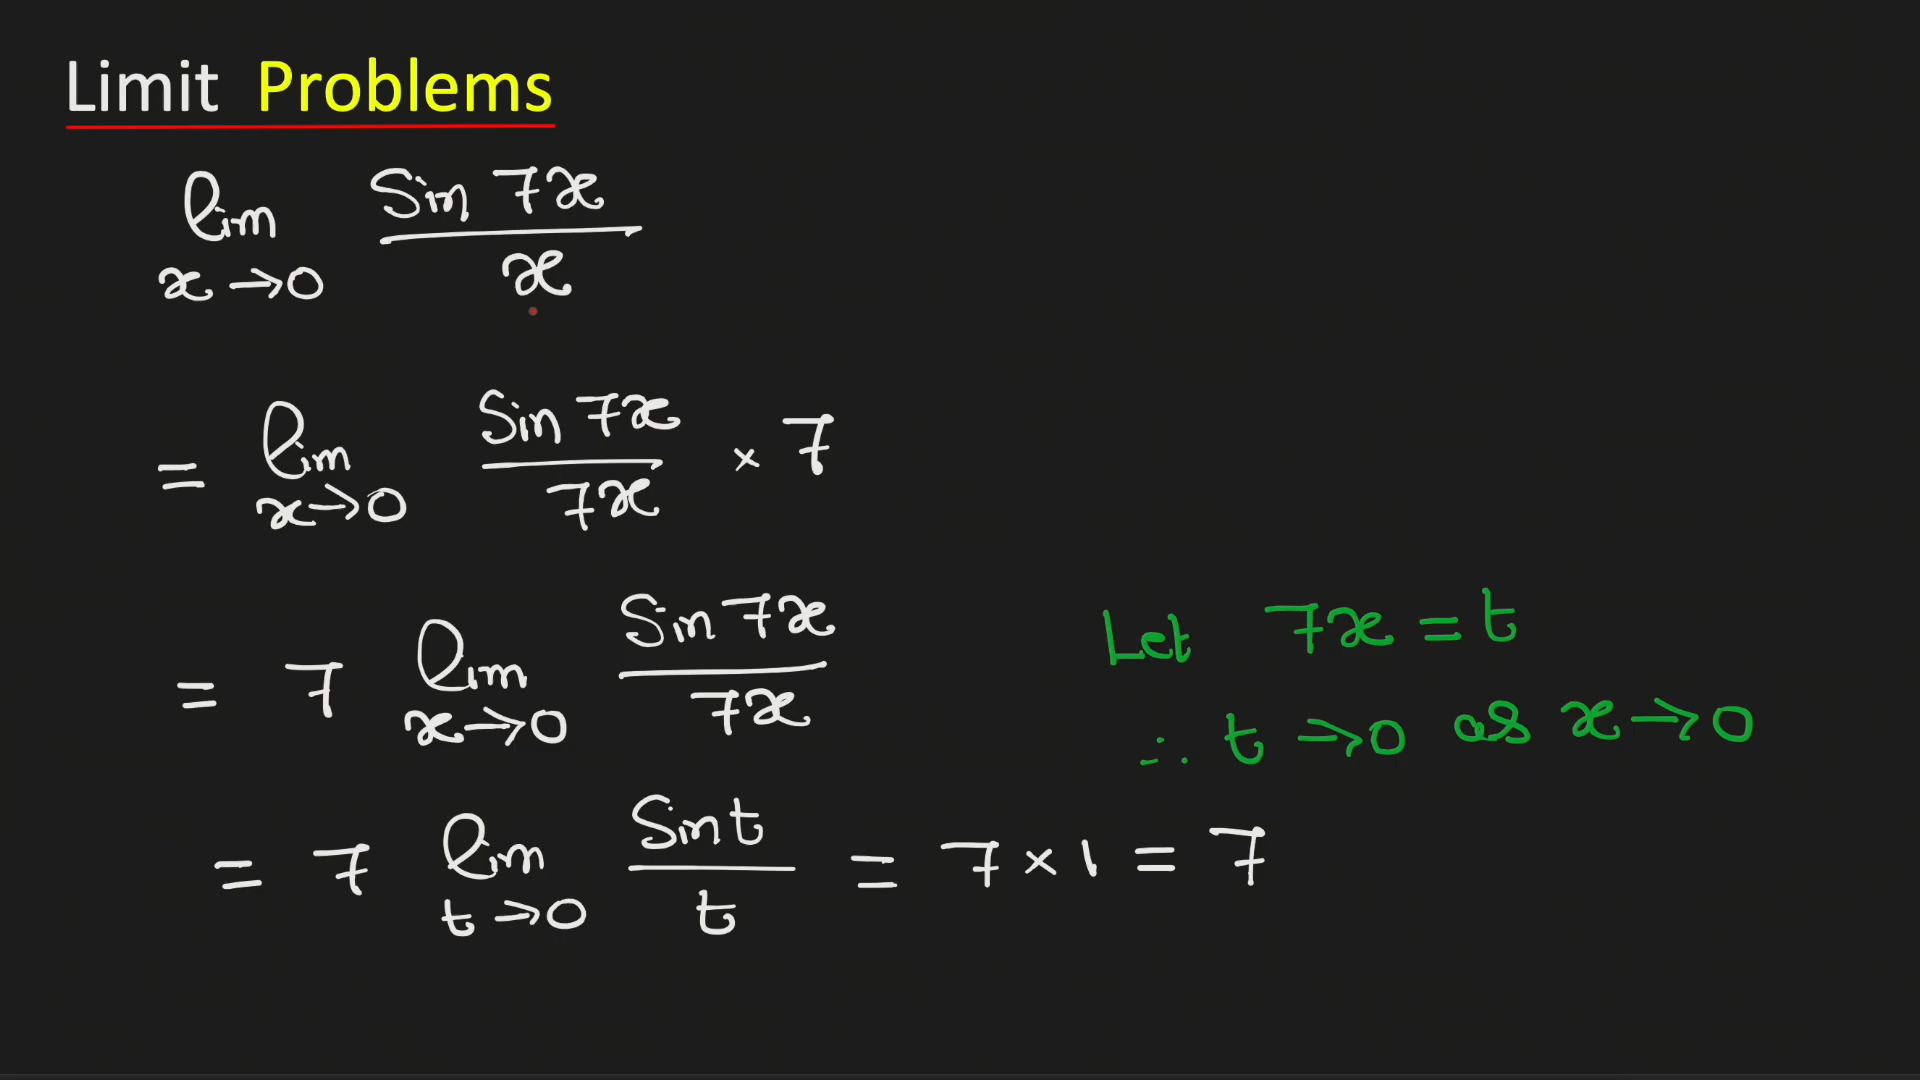 Limit Problems
lim x→0 Sin 7x / x
= lim x→0 Sin 7x / 7x × 7
= 7 lim x→0 Sin 7x / 7x
Let 7x = t
∴ t →0 as x→0
= 7 lim t→0 Sin t / t = 7 × 1 = 7